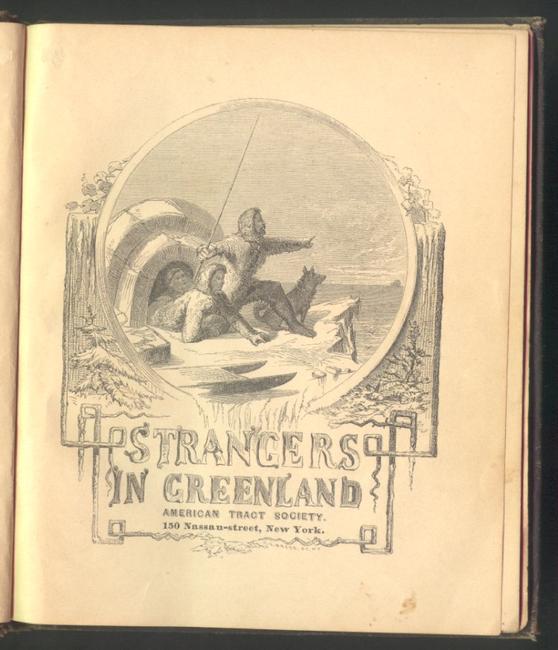 STRANGERS
IN GREENLAND
AMERICAN TRACT SOCIETY.
150 Nassau-street, New York.